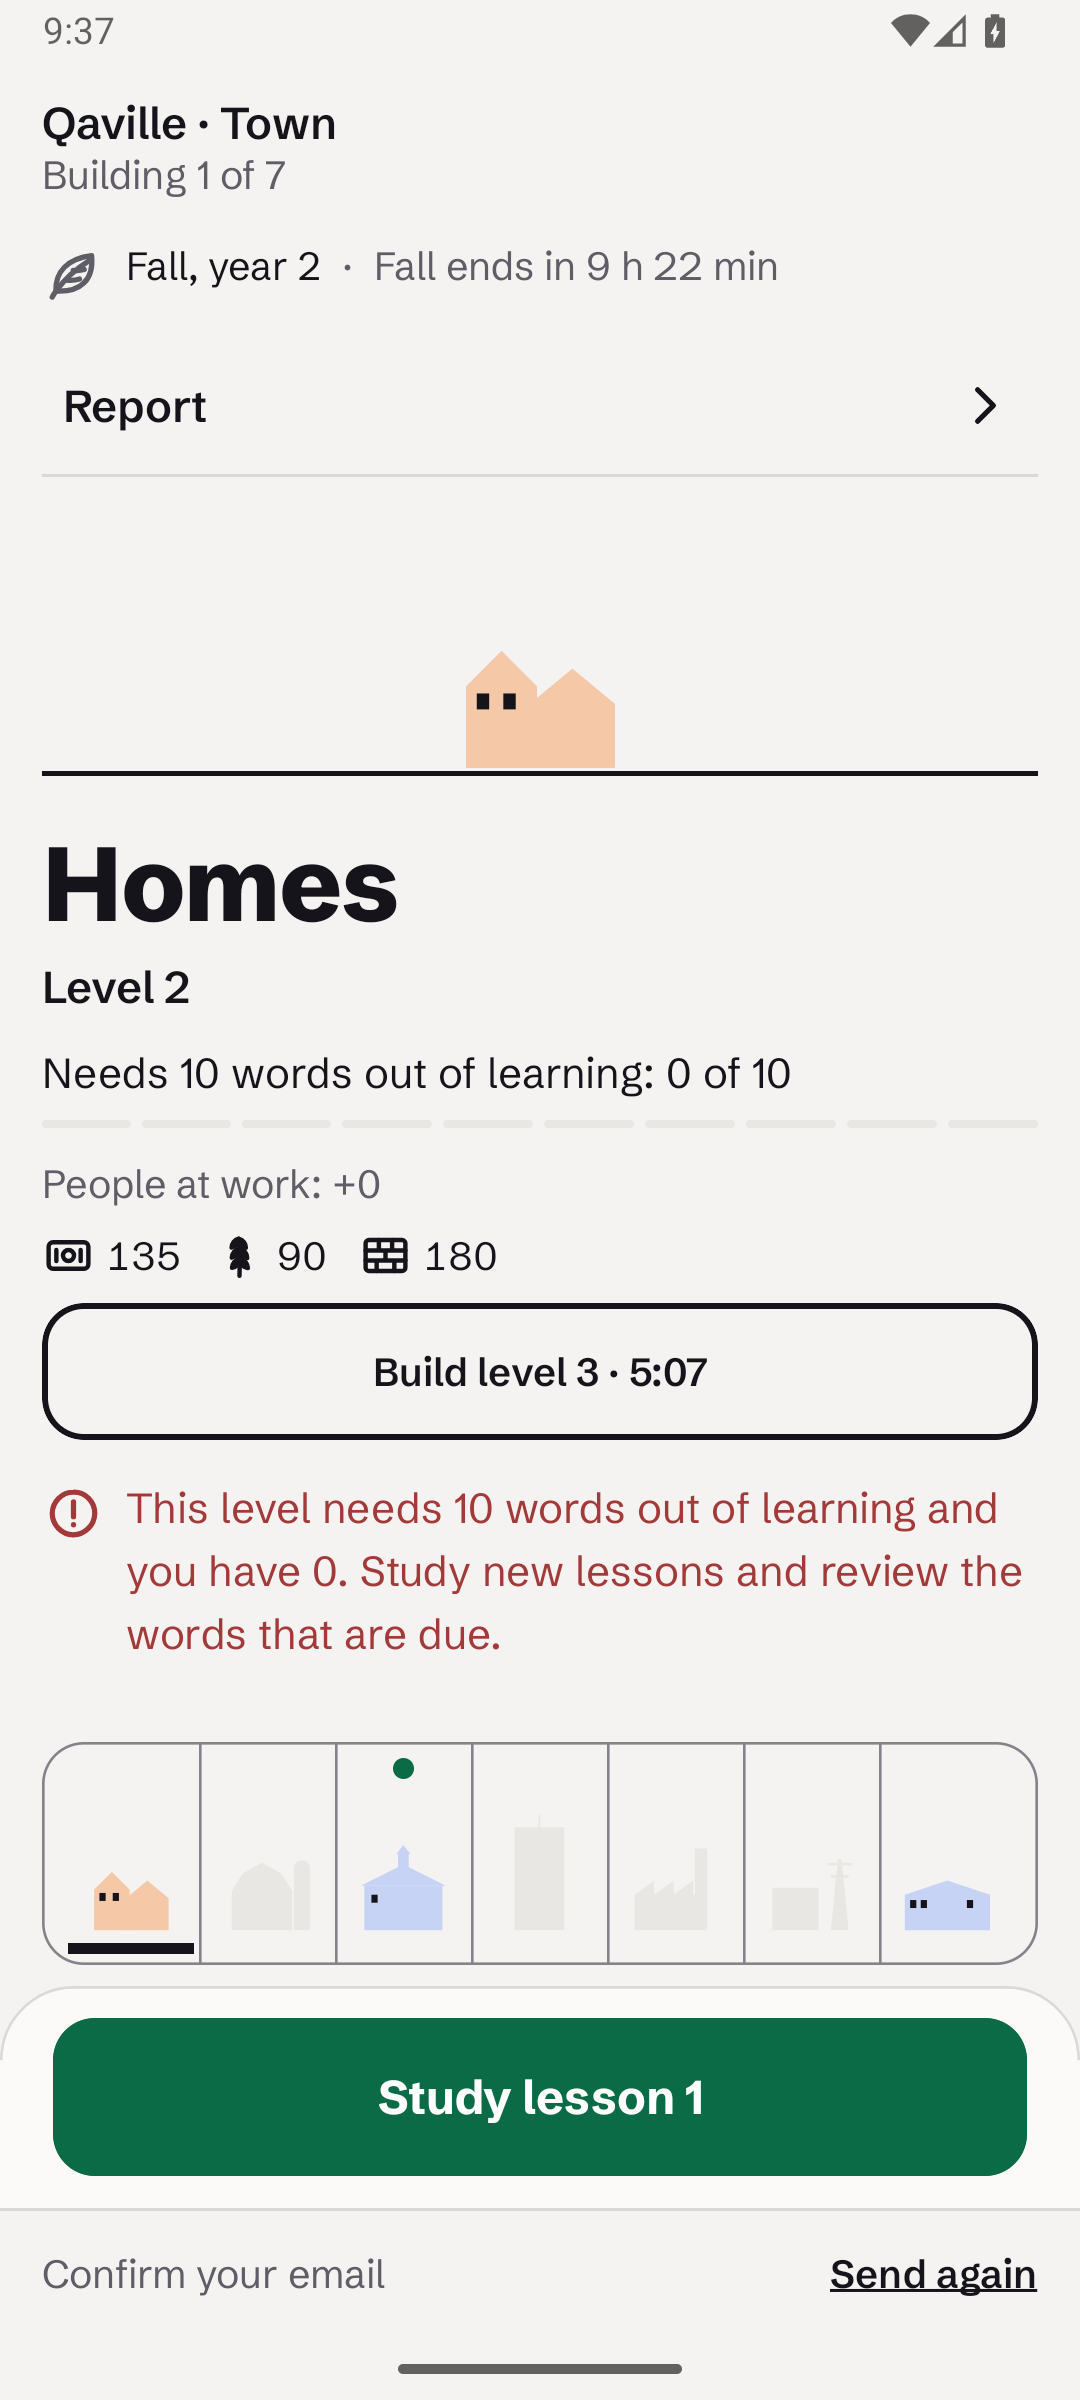 9:37
Qaville · Town
Building 1 of 7
Fall, year 2 · Fall ends in 9 h 22 min
Report
Homes
Level 2
Needs 10 words out of learning: 0 of 10
People at work: +0
135 90 180
Build level 3 · 5:07
This level needs 10 words out of learning and
you have 0. Study new lessons and review the
words that are due.
Study lesson 1
Confirm your email Send again